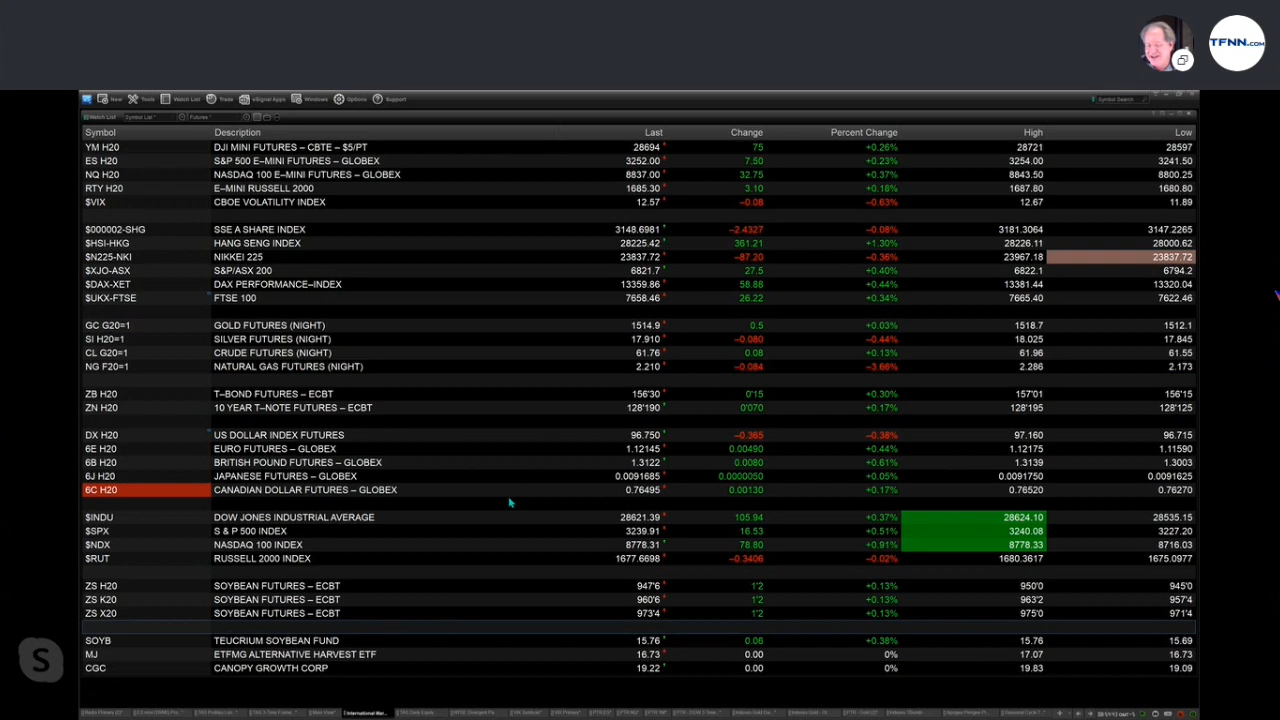 TFNN.COM
New Tools Watch List Trade eSignal Apps Windows Options Support Symbol Search
Watch List Symbol List* Futures *
Symbol Description Last Change Percent Change High Low
YM H20 DJI MINI FUTURES – CBTE – $5/PT 28694 75 +0.26% 28721 28597
ES H20 S&P 500 E–MINI FUTURES – GLOBEX 3252.00 7.50 +0.23% 3254.00 3241.50
NQ H20 NASDAQ 100 E–MINI FUTURES – GLOBEX 8837.00 32.75 +0.37% 8843.50 8800.25
RTY H20 E–MINI RUSSELL 2000 1685.30 3.10 +0.18% 1687.80 1680.80
$VIX CBOE VOLATILITY INDEX 12.57 –0.08 –0.63% 12.67 11.89
$000002-SHG SSE A SHARE INDEX 3148.6981 –2.4327 –0.08% 3181.3064 3147.2265
$HSI-HKG HANG SENG INDEX 28225.42 361.21 +1.30% 28226.11 28000.62
$N225-NKI NIKKEI 225 23837.72 –87.20 –0.36% 23967.18 23837.72
$XJO-ASX S&P/ASX 200 6821.7 27.5 +0.40% 6822.1 6794.2
$DAX-XET DAX PERFORMANCE–INDEX 13359.86 58.88 +0.44% 13381.44 13320.04
$UKX-FTSE FTSE 100 7658.46 26.22 +0.34% 7665.40 7622.46
GC G20=1 GOLD FUTURES (NIGHT) 1514.9 0.5 +0.03% 1518.7 1512.1
SI H20=1 SILVER FUTURES (NIGHT) 17.910 –0.080 –0.44% 18.025 17.845
CL G20=1 CRUDE FUTURES (NIGHT) 61.76 0.08 +0.13% 61.96 61.55
NG F20=1 NATURAL GAS FUTURES (NIGHT) 2.210 –0.084 –3.66% 2.286 2.173
ZB H20 T–BOND FUTURES – ECBT 156'30 0'15 +0.30% 157'01 156'15
ZN H20 10 YEAR T–NOTE FUTURES – ECBT 128'190 0'070 +0.17% 128'195 128'125
DX H20 US DOLLAR INDEX FUTURES 96.750 –0.365 –0.38% 97.160 96.715
6E H20 EURO FUTURES – GLOBEX 1.12145 0.00490 +0.44% 1.12175 1.11590
6B H20 BRITISH POUND FUTURES – GLOBEX 1.3122 0.0080 +0.61% 1.3139 1.3003
6J H20 JAPANESE FUTURES – GLOBEX 0.0091685 0.0000050 +0.05% 0.0091750 0.0091625
6C H20 CANADIAN DOLLAR FUTURES – GLOBEX 0.76495 0.00130 +0.17% 0.76520 0.76270
$INDU DOW JONES INDUSTRIAL AVERAGE 28621.39 105.94 +0.37% 28624.10 28535.15
$SPX S & P 500 INDEX 3239.91 16.53 +0.51% 3240.08 3227.20
$NDX NASDAQ 100 INDEX 8778.31 78.80 +0.91% 8778.33 8716.03
$RUT RUSSELL 2000 INDEX 1677.6698 –0.3406 –0.02% 1680.3617 1675.0977
ZS H20 SOYBEAN FUTURES – ECBT 947'6 1'2 +0.13% 950'0 945'0
ZS K20 SOYBEAN FUTURES – ECBT 960'6 1'2 +0.13% 963'2 957'4
ZS X20 SOYBEAN FUTURES – ECBT 973'4 1'2 +0.13% 975'0 971'4
SOYB TEUCRIUM SOYBEAN FUND 15.76 0.06 +0.38% 15.76 15.69
MJ ETFMG ALTERNATIVE HARVEST ETF 16.73 0.00 0% 17.07 16.73
CGC CANOPY GROWTH CORP 19.22 0.00 0% 19.83 19.09
S